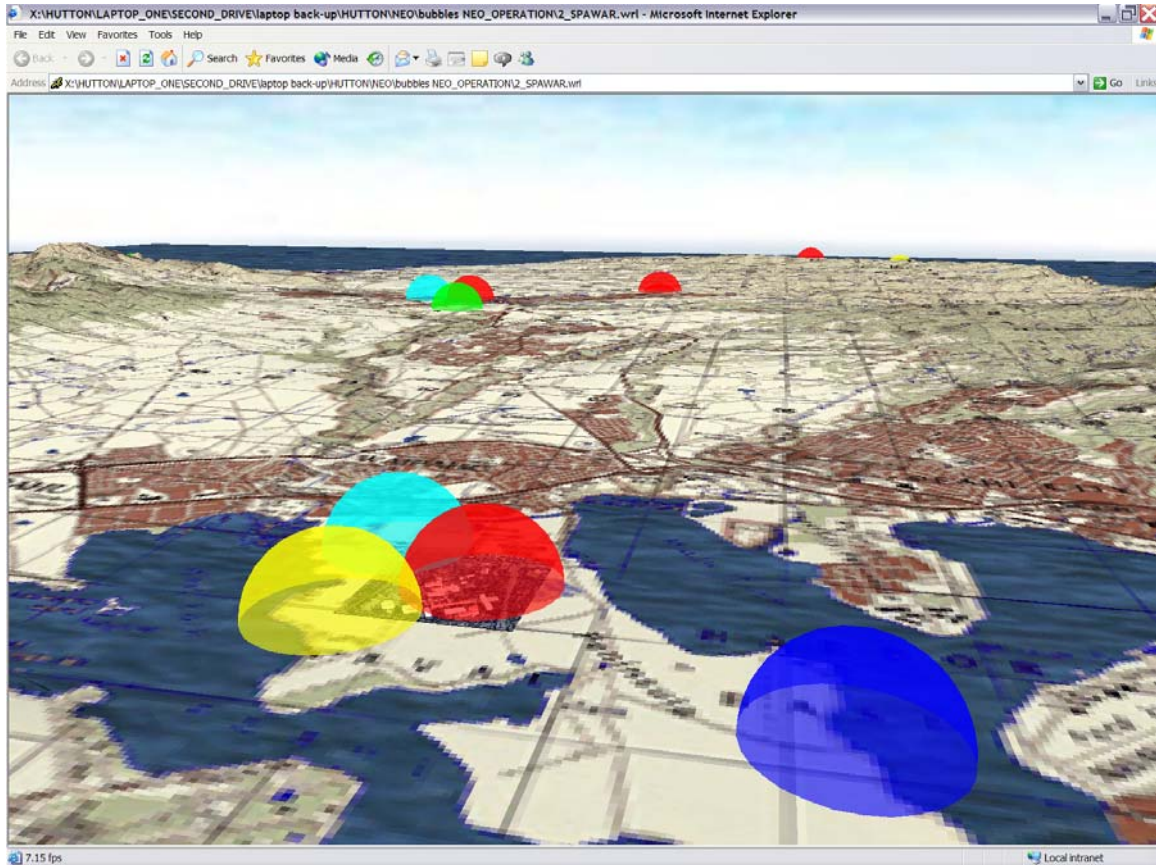 X:\HUTTON\LAPTOP_ONE\SECOND_DRIVE\laptop back-up\HUTTON\NEO\bubbles NEO_OPERATION\2_SPAWAR.wrl - Microsoft Internet Explorer
File Edit View Favorites Tools Help
Back Search Favorites Media
Address X:\HUTTON\LAPTOP_ONE\SECOND_DRIVE\laptop back-up\HUTTON\NEO\bubbles NEO_OPERATION\2_SPAWAR.wrl Go Links
7.15 fps Local intranet